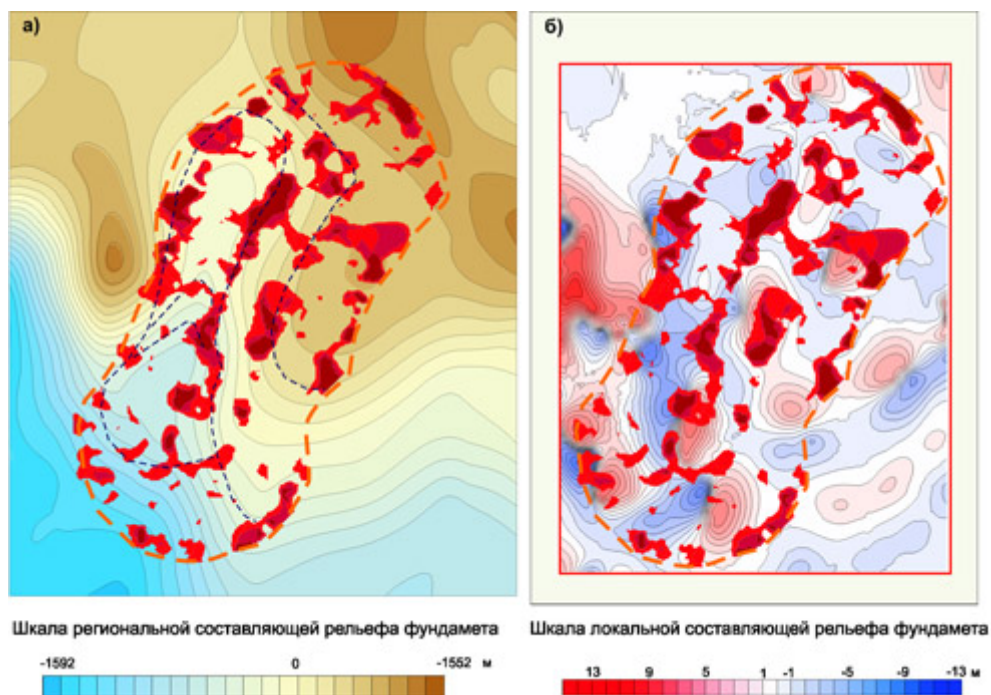 а)
б)
Шкала региональной составляющей рельефа фундамета
-1592 0 -1552 м
Шкала локальной составляющей рельефа фундамета
13 9 5 1 -1 -5 -9 -13 м